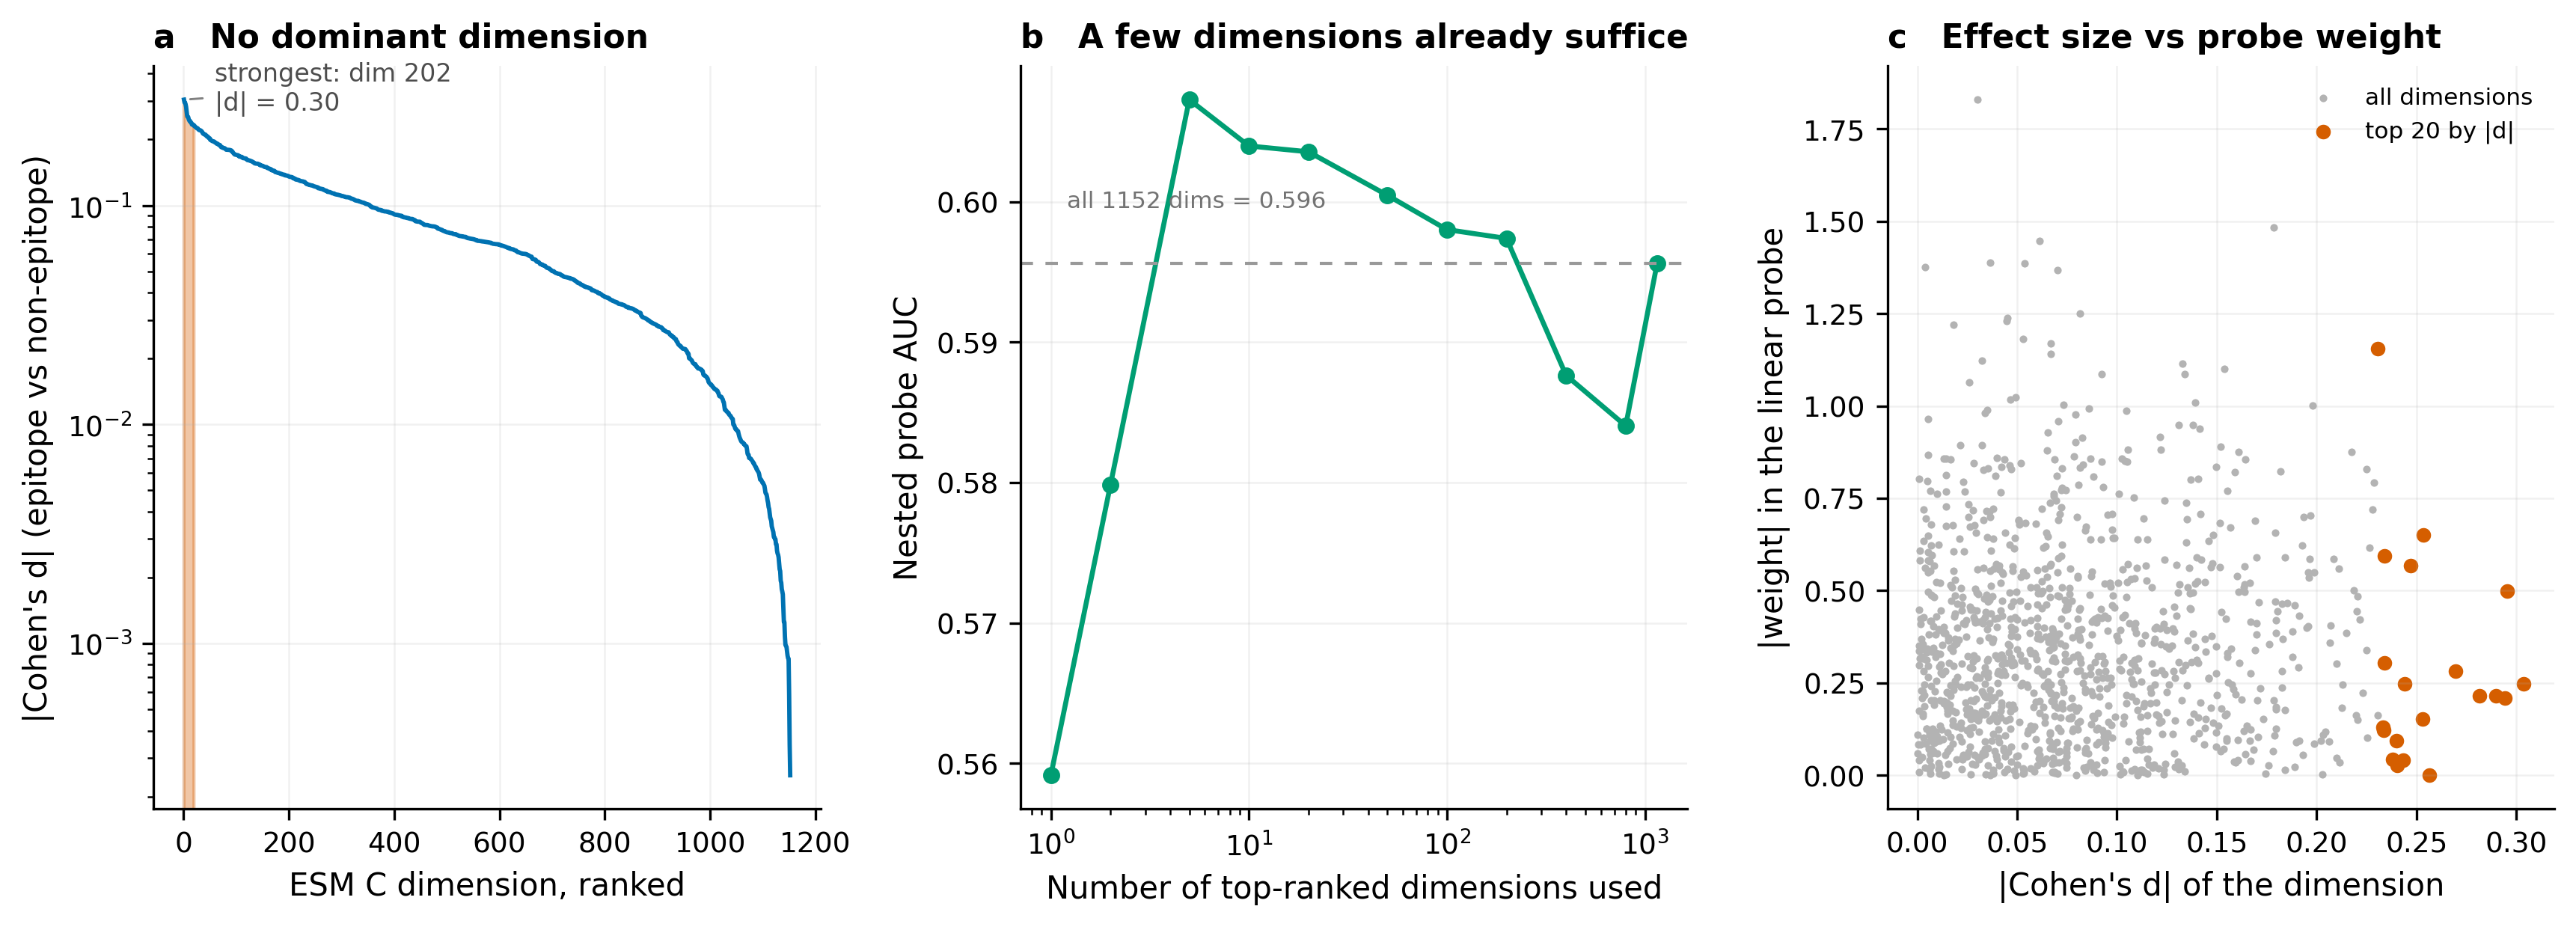 a No dominant dimension
strongest: dim 202
|d| = 0.30
|Cohen's d| (epitope vs non-epitope)
10⁻¹
10⁻²
10⁻³
0 200 400 600 800 1000 1200
ESM C dimension, ranked
b A few dimensions already suffice
all 1152 dims = 0.596
Nested probe AUC
0.60
0.59
0.58
0.57
0.56
10⁰ 10¹ 10² 10³
Number of top-ranked dimensions used
c Effect size vs probe weight
all dimensions
top 20 by |d|
|weight| in the linear probe
1.75
1.50
1.25
1.00
0.75
0.50
0.25
0.00
0.00 0.05 0.10 0.15 0.20 0.25 0.30
|Cohen's d| of the dimension